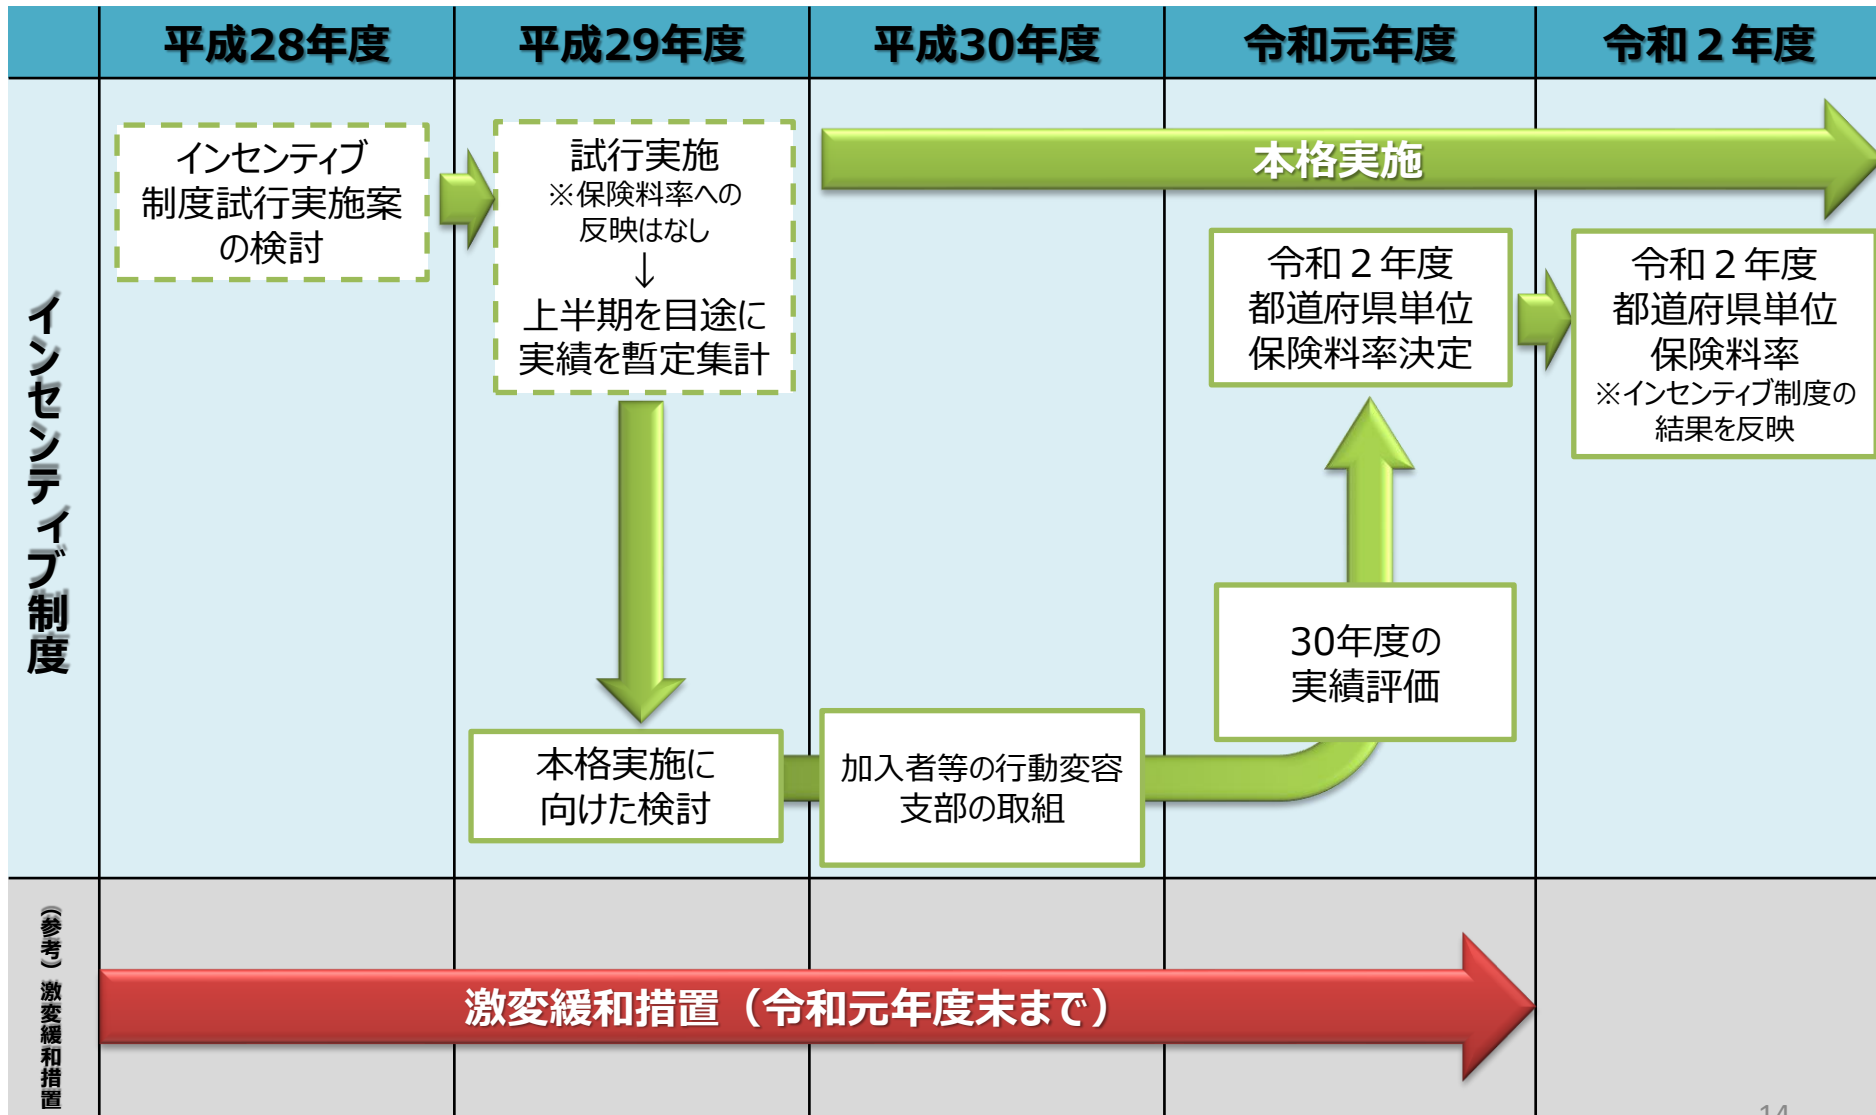 平成28年度
平成29年度
平成30年度
令和元年度
令和２年度
インセンティブ制度
インセンティブ
制度試行実施案
の検討
試行実施
※保険料率への
反映はなし
↓
上半期を目途に
実績を暫定集計
本格実施に
向けた検討
本格実施
加入者等の行動変容
支部の取組
30年度の
実績評価
令和２年度
都道府県単位
保険料率決定
令和２年度
都道府県単位
保険料率
※インセンティブ制度の
結果を反映
（参考）激変緩和措置
激変緩和措置（令和元年度末まで）
14